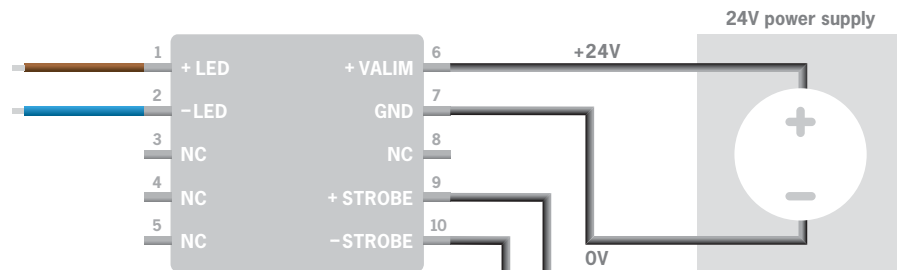 24V power supply
1
+ LED
2
−LED
3
NC
4
NC
5
NC
6
+ VALIM
7
GND
8
NC
9
+ STROBE
10
−STROBE
+24V
0V
+
−